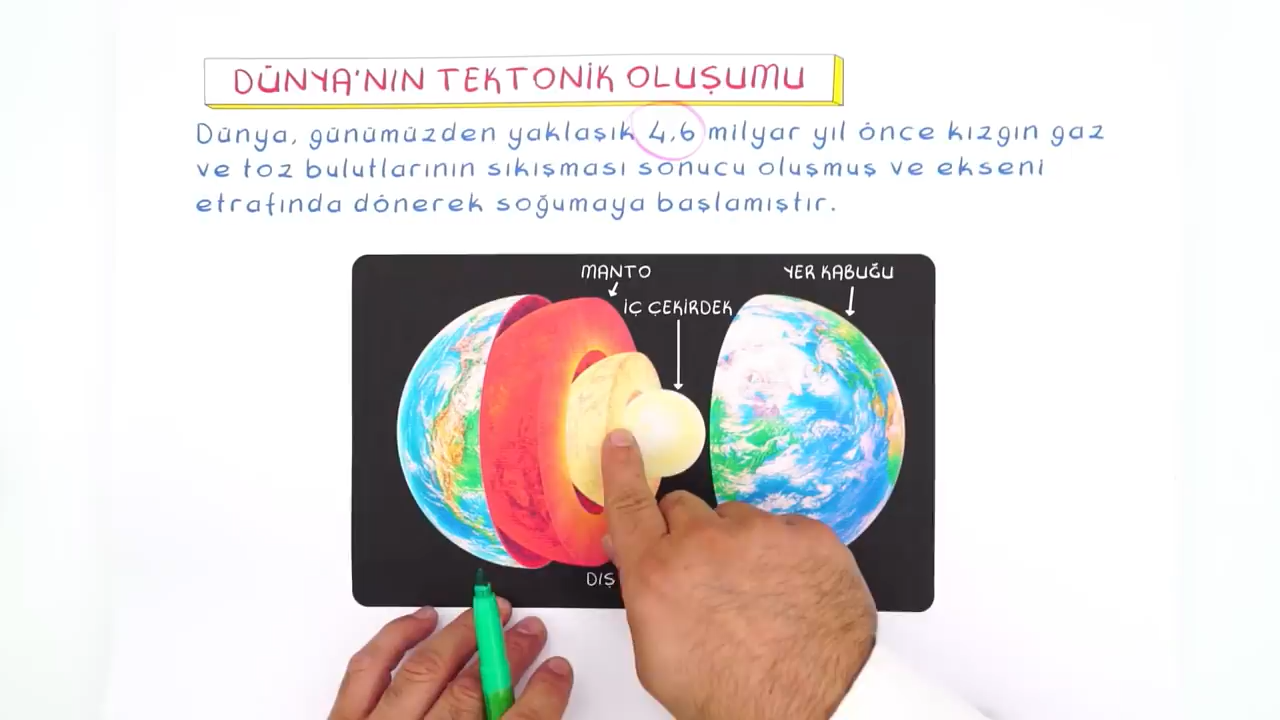 DÜNYA'NIN TEKTONİK OLUŞUMU
Dünya, günümüzden yaklaşık 4,6 milyar yıl önce kızgın gaz
ve toz bulutlarının sıkışması sonucu oluşmuş ve ekseni
etrafında dönerek soğumaya başlamıştır.
MANTO
YER KABUĞU
İÇ ÇEKİRDEK
DIŞ